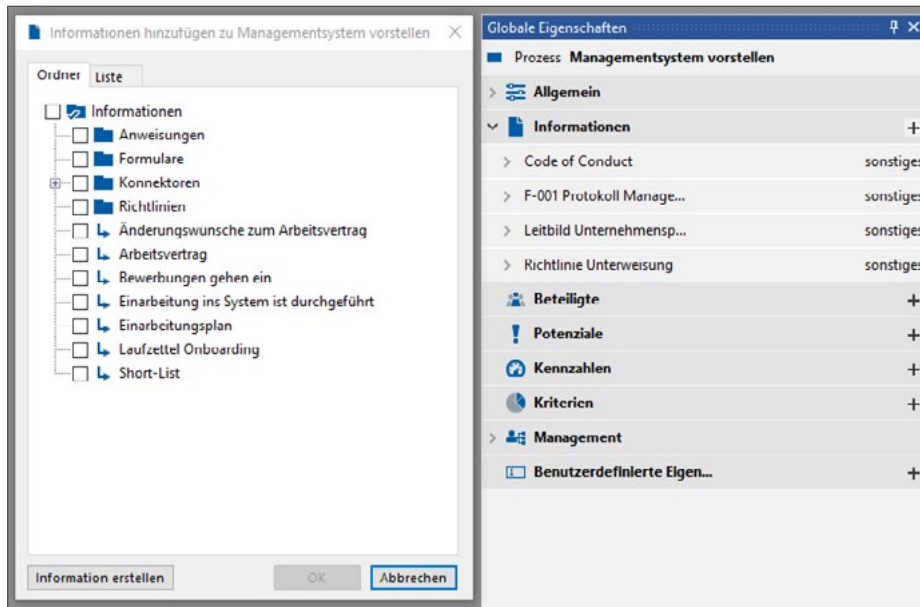 Informationen hinzufügen zu Managementsystem vorstellen
Ordner Liste
Informationen
Anweisungen
Formulare
Konnektoren
Richtlinien
Änderungswünsche zum Arbeitsvertrag
Arbeitsvertrag
Bewerbungen gehen ein
Einarbeitung ins System ist durchgeführt
Einarbeitungsplan
Laufzettel Onboarding
Short-List
Information erstellen OK Abbrechen
Globale Eigenschaften
Prozess Managementsystem vorstellen
Allgemein
Informationen +
Code of Conduct sonstiges
F-001 Protokoll Manage... sonstiges
Leitbild Unternehmensp... sonstiges
Richtlinie Unterweisung sonstiges
Beteiligte +
Potenziale +
Kennzahlen +
Kriterien +
Management
Benutzerdefinierte Eigen... +